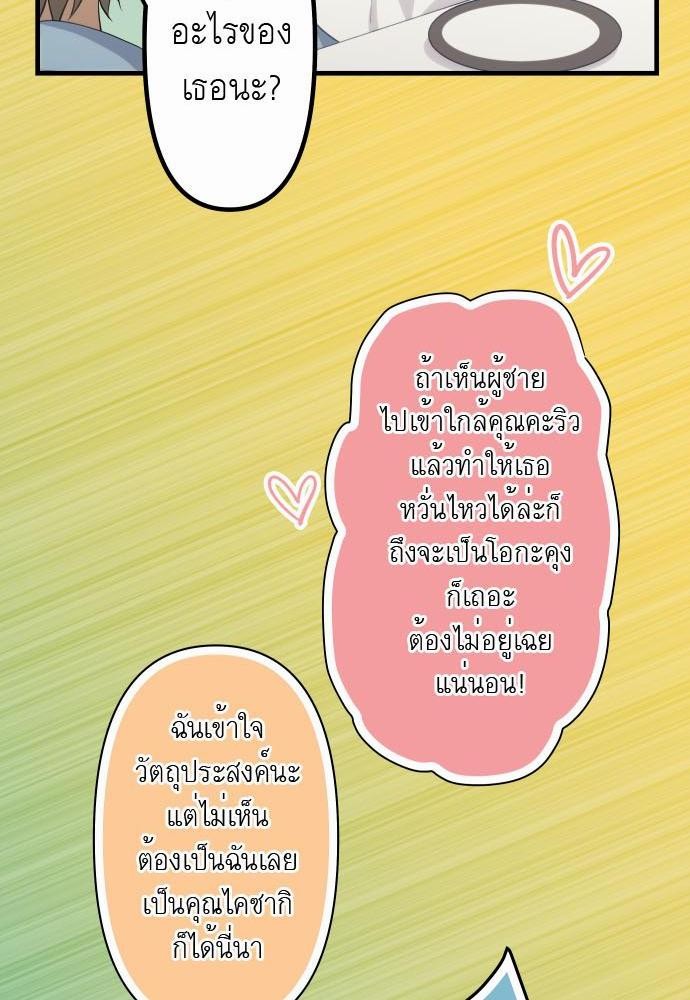 อะไรของ
เธอนะ?
ถ้าเห็นผู้ชาย
ไปเข้าใกล้คุณคะริว
แล้วทำให้เธอ
หวั่นไหวได้ล่ะก็
ถึงจะเป็นโอกะคุง
ก็เถอะ
ต้องไม่อยู่เฉย
แน่นอน!
ฉันเข้าใจ
วัตถุประสงค์นะ
แต่ไม่เห็น
ต้องเป็นฉันเลย
เป็นคุณไคซากิ
ก็ได้นี่นา